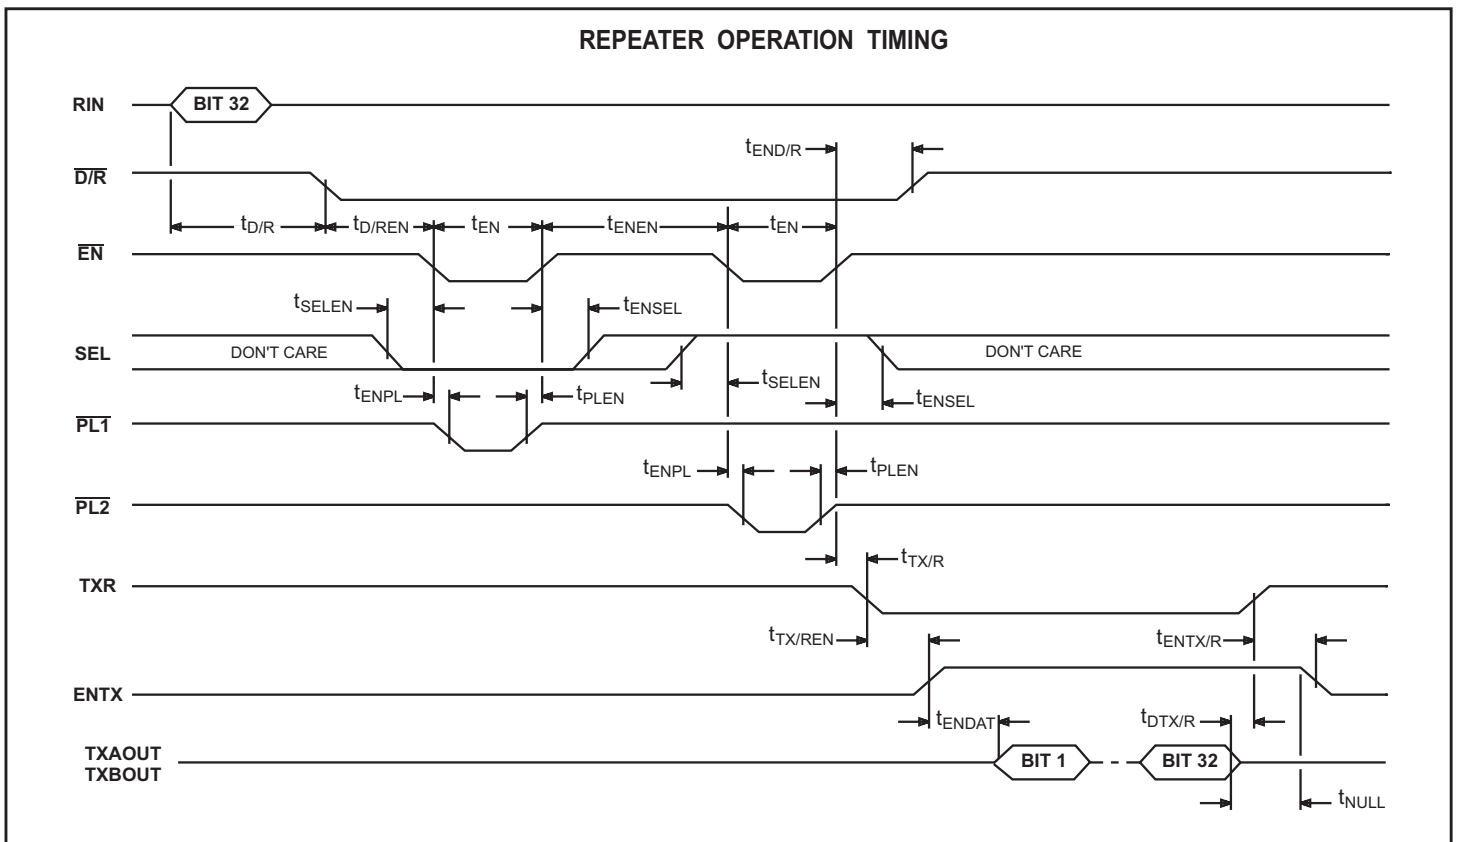 REPEATER OPERATION TIMING
RIN
BIT 32
tEND/R
D/R
tD/R
tD/REN
tEN
tENEN
tEN
EN
tSELEN
tENSEL
SEL
DON'T CARE
DON'T CARE
tENPL
tPLEN
tSELEN
tENSEL
PL1
tENPL
tPLEN
PL2
tTX/R
TXR
tTX/REN
tENTX/R
ENTX
tENDAT
tDTX/R
TXAOUT
TXBOUT
BIT 1
BIT 32
tNULL